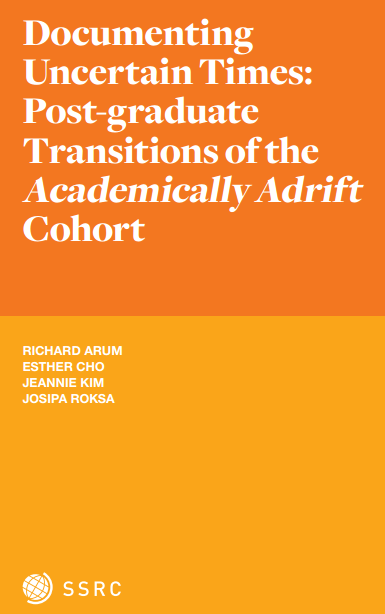 Documenting
Uncertain Times:
Post-graduate
Transitions of the
Academically Adrift
Cohort
RICHARD ARUM
ESTHER CHO
JEANNIE KIM
JOSIPA ROKSA
SSRC